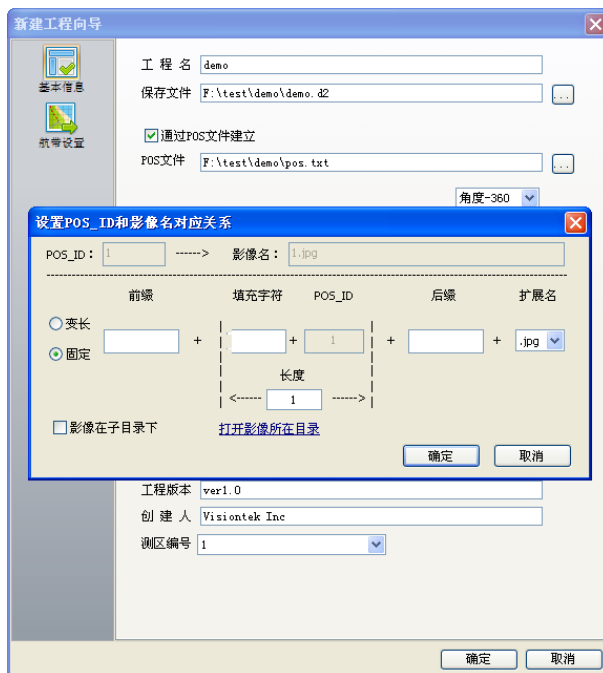 新建工程向导
基本信息
航带设置
工 程 名 demo
保存文件 F:\test\demo\demo.d2 ...
通过POS文件建立
POS文件 F:\test\demo\pos.txt ...
角度-360
设置POS_ID和影像名对应关系
POS_ID： 1 ------> 影像名： 1.jpg
前缀 填充字符 POS_ID 后缀 扩展名
变长
固定
+ + 1 + + .jpg
长度
<------ 1 ------>
影像在子目录下 打开影像所在目录
确定 取消
工程版本 ver1.0
创 建 人 Visiontek Inc
测区编号 1
确定 取消